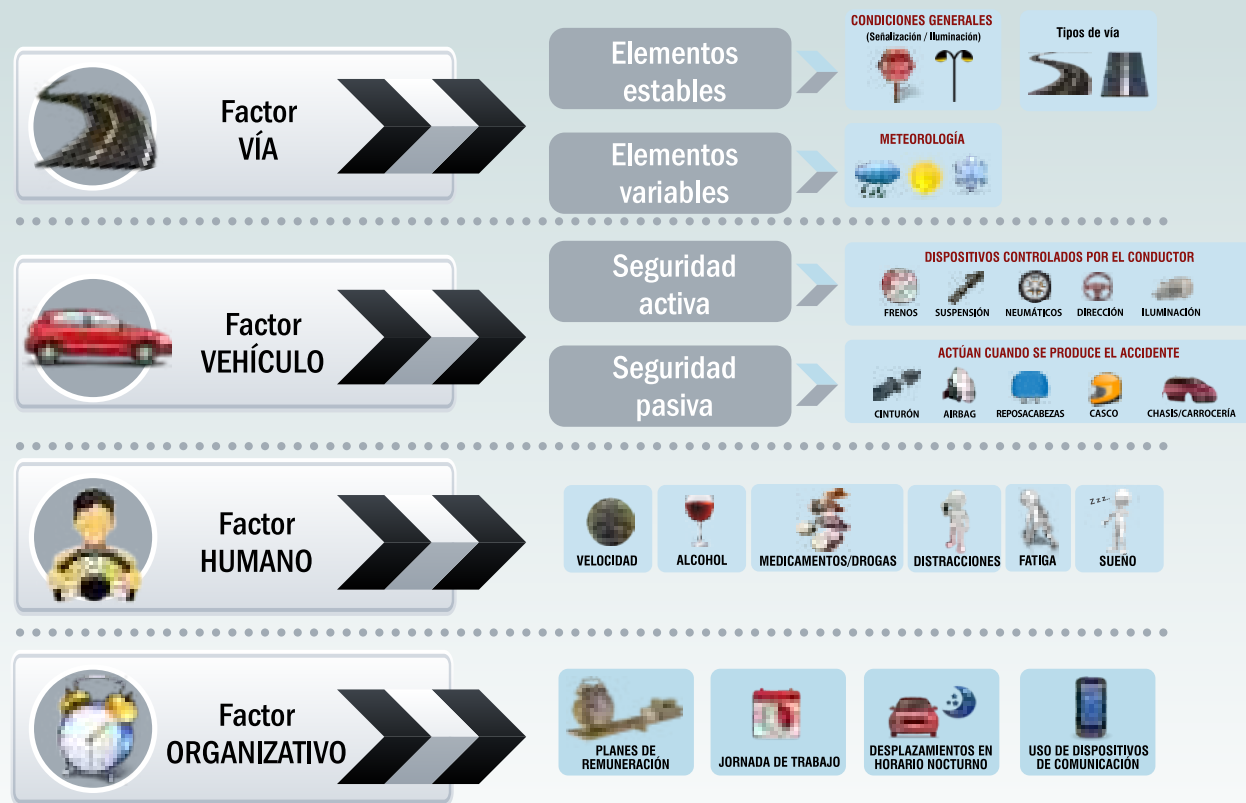 Factor
VÍA
Elementos
estables
CONDICIONES GENERALES
(Señalización / Iluminación)
Tipos de vía
Elementos
variables
METEOROLOGÍA
Factor
VEHÍCULO
Seguridad
activa
DISPOSITIVOS CONTROLADOS POR EL CONDUCTOR
FRENOS SUSPENSIÓN NEUMÁTICOS DIRECCIÓN ILUMINACIÓN
Seguridad
pasiva
ACTÚAN CUANDO SE PRODUCE EL ACCIDENTE
CINTURÓN AIRBAG REPOSACABEZAS CASCO CHASÍS/CARROCERÍA
Factor
HUMANO
zzz..
VELOCIDAD ALCOHOL MEDICAMENTOS/DROGAS DISTRACCIONES FATIGA SUEÑO
Factor
ORGANIZATIVO
PLANES DE
REMUNERACIÓN
JORNADA DE TRABAJO
DESPLAZAMIENTOS EN
HORARIO NOCTURNO
USO DE DISPOSITIVOS
DE COMUNICACIÓN